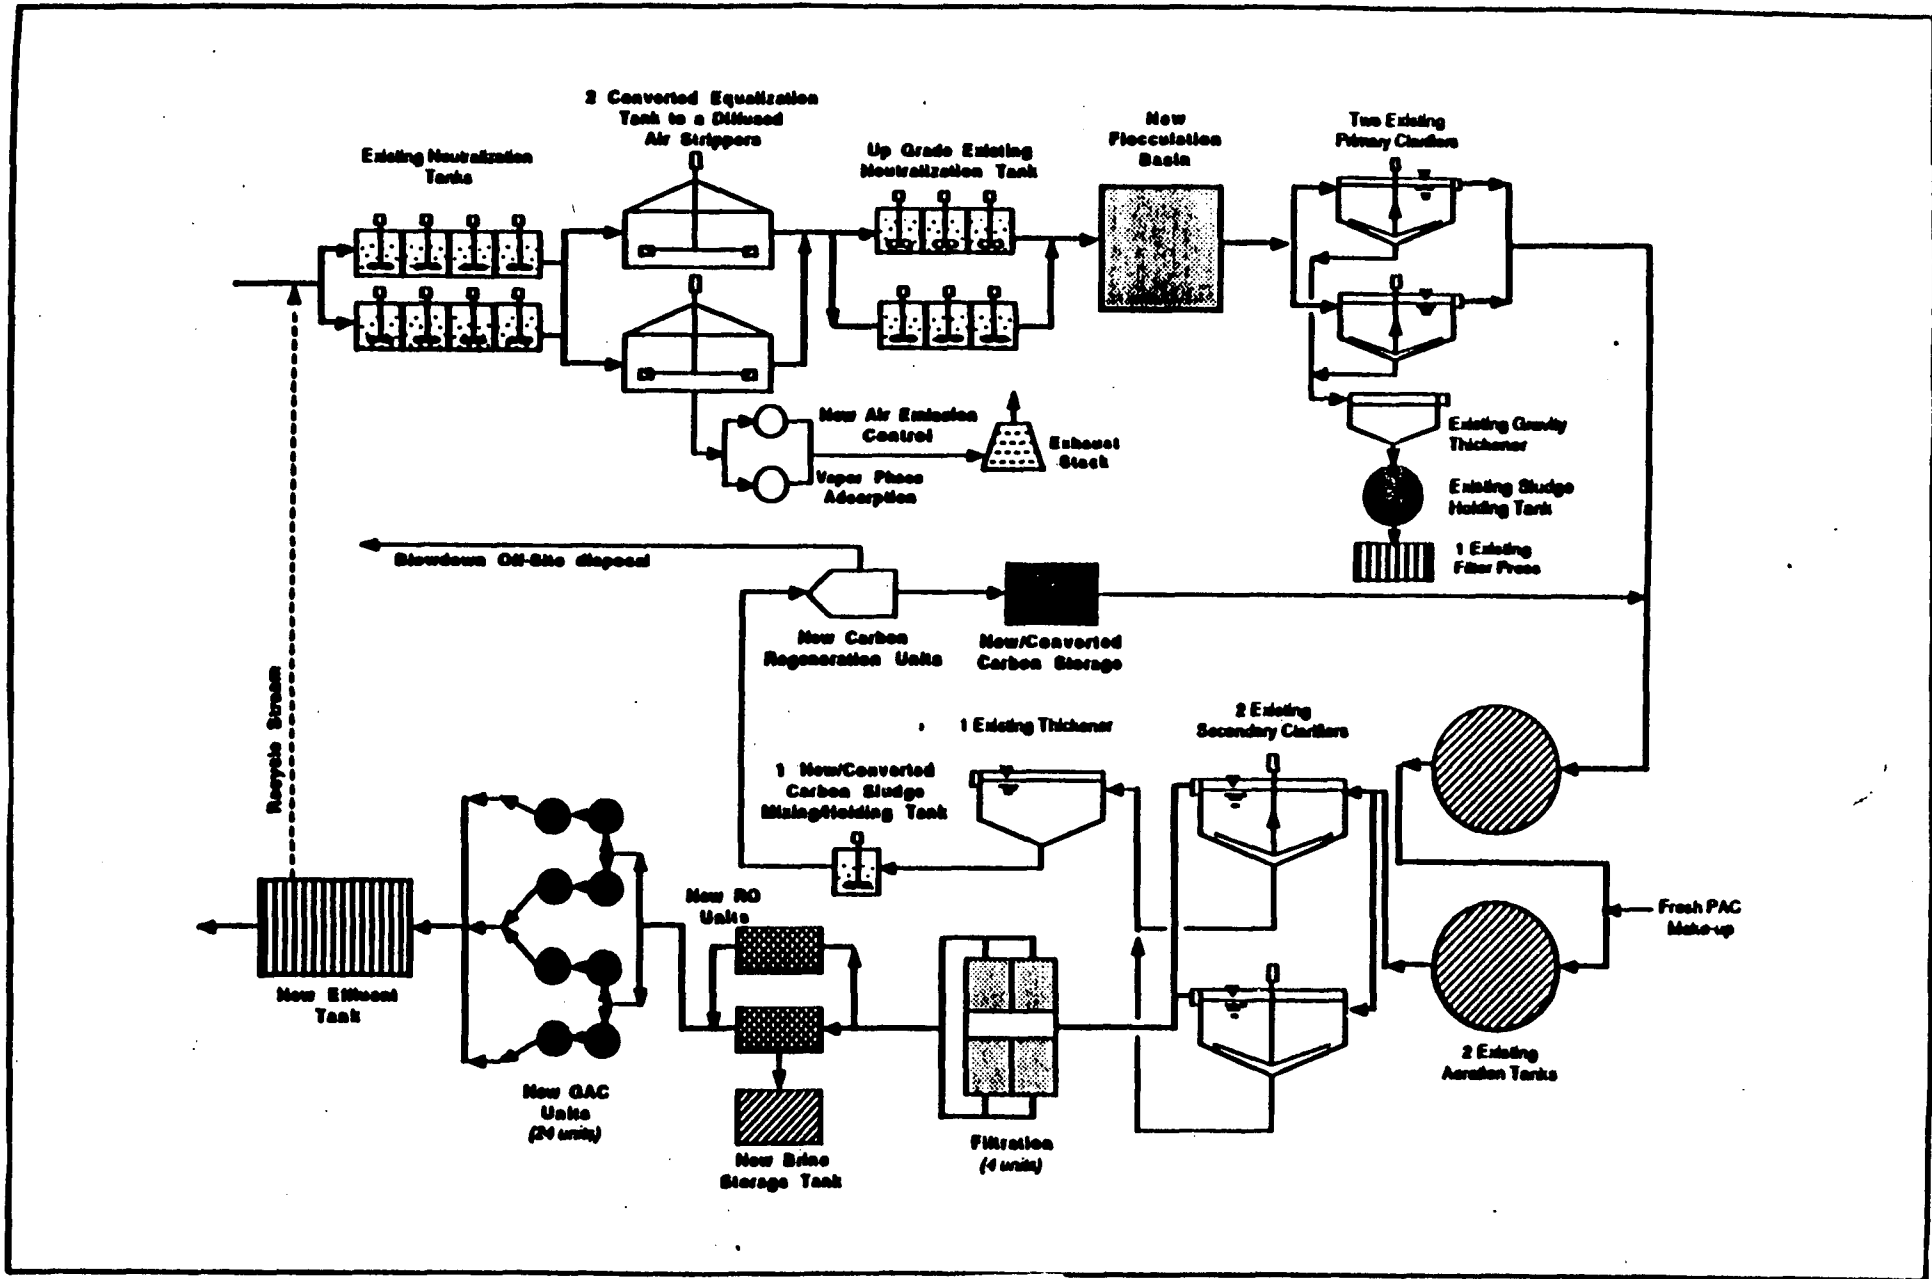 2 Converted Equalization
Tank to a Diffused
Air Strippers
Existing Neutralization
Tanks
Up Grade Existing
Neutralization Tank
New
Flocculation
Basin
Two Existing
Primary Clarifiers
New Air Emission
Control
Vapor Phase
Adsorption
Exhaust
Stack
Existing Gravity
Thickener
Existing Sludge
Holding Tank
1 Existing
Filter Press
Blowdown Off-Site disposal
New Carbon
Regeneration Units
New/Converted
Carbon Storage
Recycle Stream
1 Existing Thickener
2 Existing
Secondary Clarifiers
1 New/Converted
Carbon Sludge
Mixing/Holding Tank
New RO
Units
Fresh PAC
Make-up
New Effluent
Tank
2 Existing
Aeration Tanks
New GAC
Units
(24 units)
Filtration
(4 units)
New Brine
Storage Tank